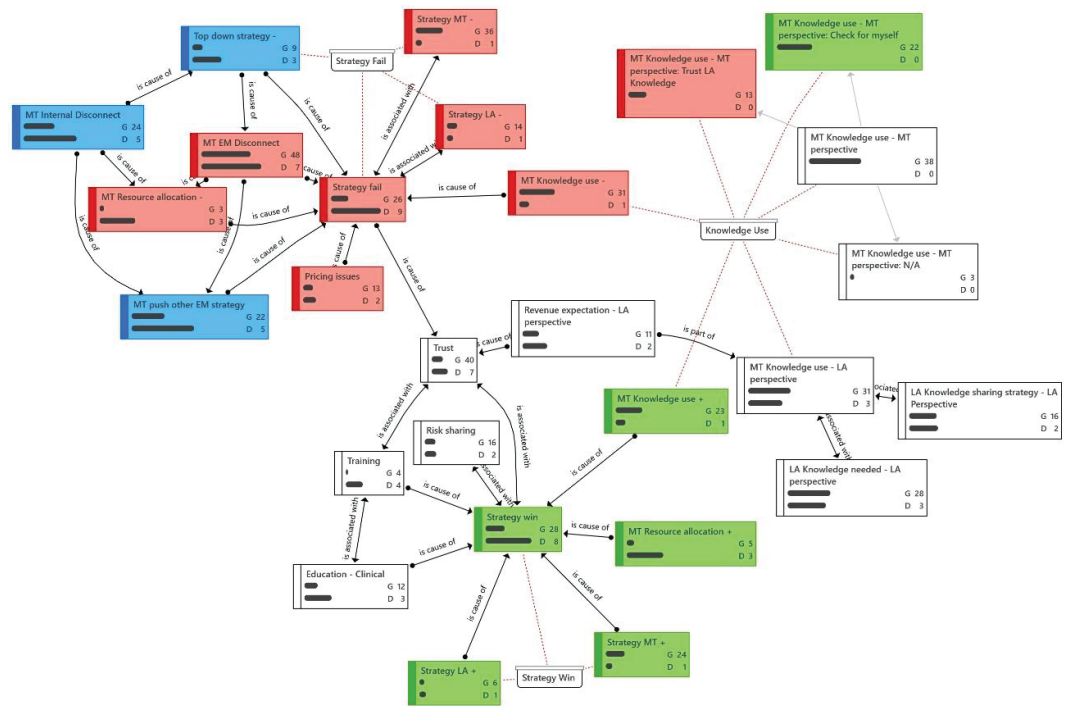 Strategy MT -
G 36
D 1
MT Knowledge use - MT
perspective: Check for myself
G 22
D 0
Top down strategy -
G 9
D 3
Strategy Fail
MT Knowledge use - MT
perspective: Trust LA
Knowledge
G 13
D 0
is cause of
is cause of
is cause of
is associated with
MT Internal Disconnect
G 24
D 5
Strategy LA -
G 14
D 1
MT Knowledge use - MT
perspective
G 38
D 0
MT EM Disconnect
G 48
D 7
is cause of
is associated
cause of
MT Resource allocation -
G 3
D 3
Strategy fail
G 26
D 9
is cause of
MT Knowledge use -
G 31
D 1
is cause of
is cause of
is cause of
Knowledge Use
MT Knowledge use - MT
perspective: N/A
G 3
D 0
is cause of
is cause of
is cause of
Pricing issues
G 13
D 2
MT push other EM strategy
G 22
D 5
Revenue expectation - LA
perspective
G 11
D 2
is part of
Trust
G 40
D 7
is cause of
MT Knowledge use - LA
perspective
G 31
D 3
LA Knowledge sharing strategy - LA
Perspective
G 16
D 2
MT Knowledge use +
G 23
D 1
is associated with
is associated with
associated with
Risk sharing
G 16
D 2
Training
G 4
D 4
associated with
is cause of
LA Knowledge needed - LA
perspective
G 28
D 3
is cause of
Strategy win
G 28
D 8
is cause of
MT Resource allocation +
G 5
D 3
is associated with
is cause of
Education - Clinical
G 12
D 3
is cause of
is cause of
Strategy MT +
G 24
D 1
Strategy LA +
G 6
D 1
Strategy Win